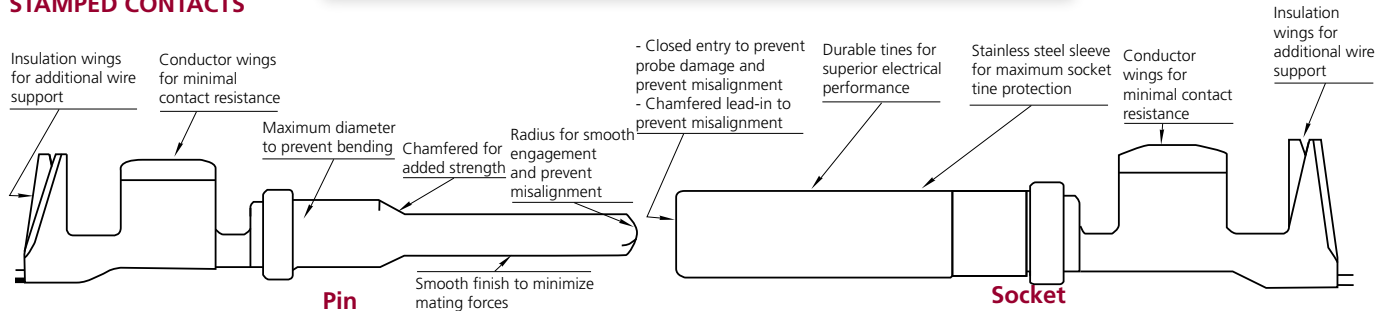 STAMPED CONTACTS
Insulation wings
for additional wire
support
Conductor wings
for minimal
contact resistance
Maximum diameter
to prevent bending
Chamfered for
added strength
Radius for smooth
engagement
and prevent
misalignment
Smooth finish to minimize
mating forces
Pin
- Closed entry to prevent
probe damage and
prevent misalignment
- Chamfered lead-in to
prevent misalignment
Durable tines for
superior electrical
performance
Stainless steel sleeve
for maximum socket
tine protection
Conductor
wings for
minimal contact
resistance
Insulation
wings for
additional wire
support
Socket